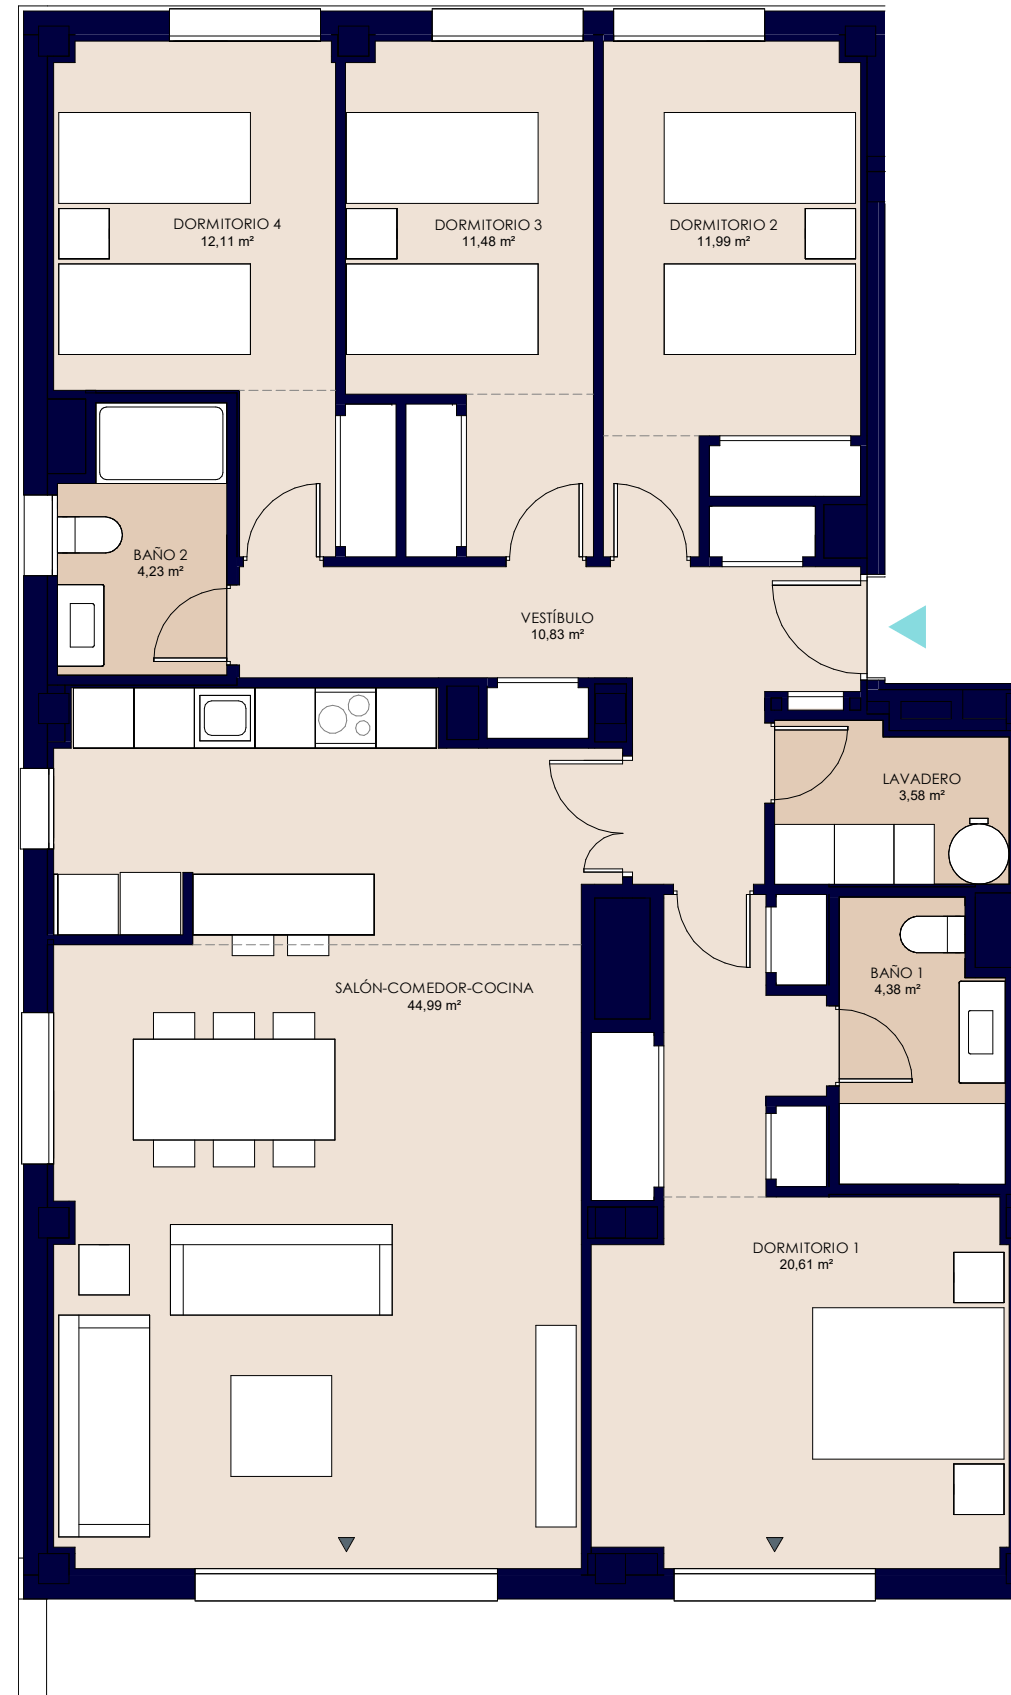 DORMITORIO 4
12,11 m²
DORMITORIO 3
11,48 m²
DORMITORIO 2
11,99 m²
BAÑO 2
4,23 m²
VESTÍBULO
10,83 m²
LAVADERO
3,58 m²
BAÑO 1
4,38 m²
SALÓN-COMEDOR-COCINA
44,99 m²
DORMITORIO 1
20,61 m²